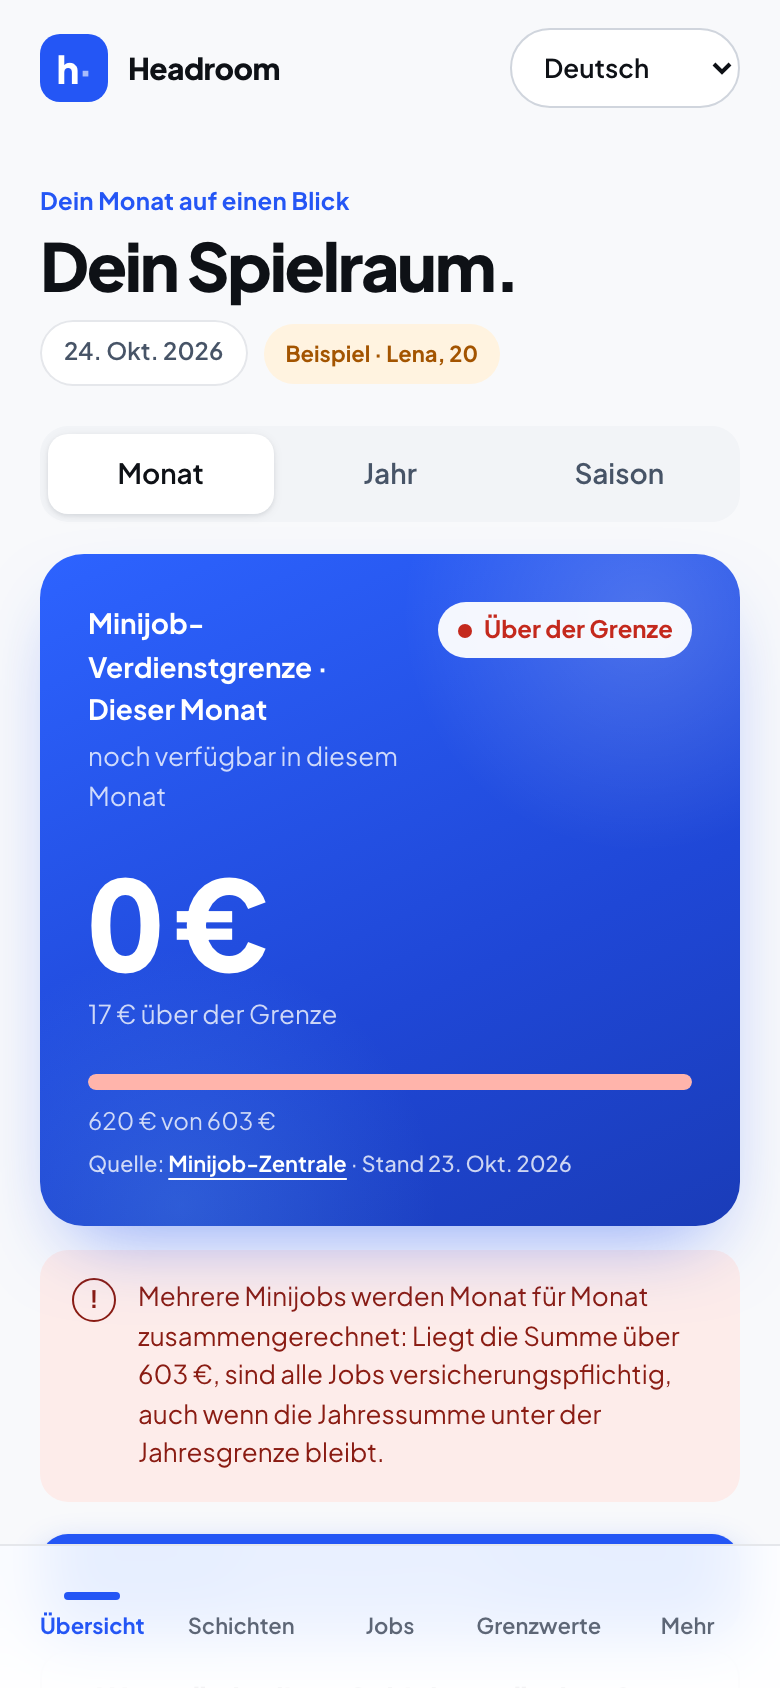 h.
Headroom
Deutsch
Dein Monat auf einen Blick
Dein Spielraum.
24. Okt. 2026
Beispiel · Lena, 20
Monat
Jahr
Saison
Minijob-
Verdienstgrenze ·
Dieser Monat
Über der Grenze
noch verfügbar in diesem
Monat
0 €
17 € über der Grenze
620 € von 603 €
Quelle: Minijob-Zentrale · Stand 23. Okt. 2026
!
Mehrere Minijobs werden Monat für Monat
zusammengerechnet: Liegt die Summe über
603 €, sind alle Jobs versicherungspflichtig,
auch wenn die Jahressumme unter der
Jahresgrenze bleibt.
Übersicht
Schichten
Jobs
Grenzwerte
Mehr